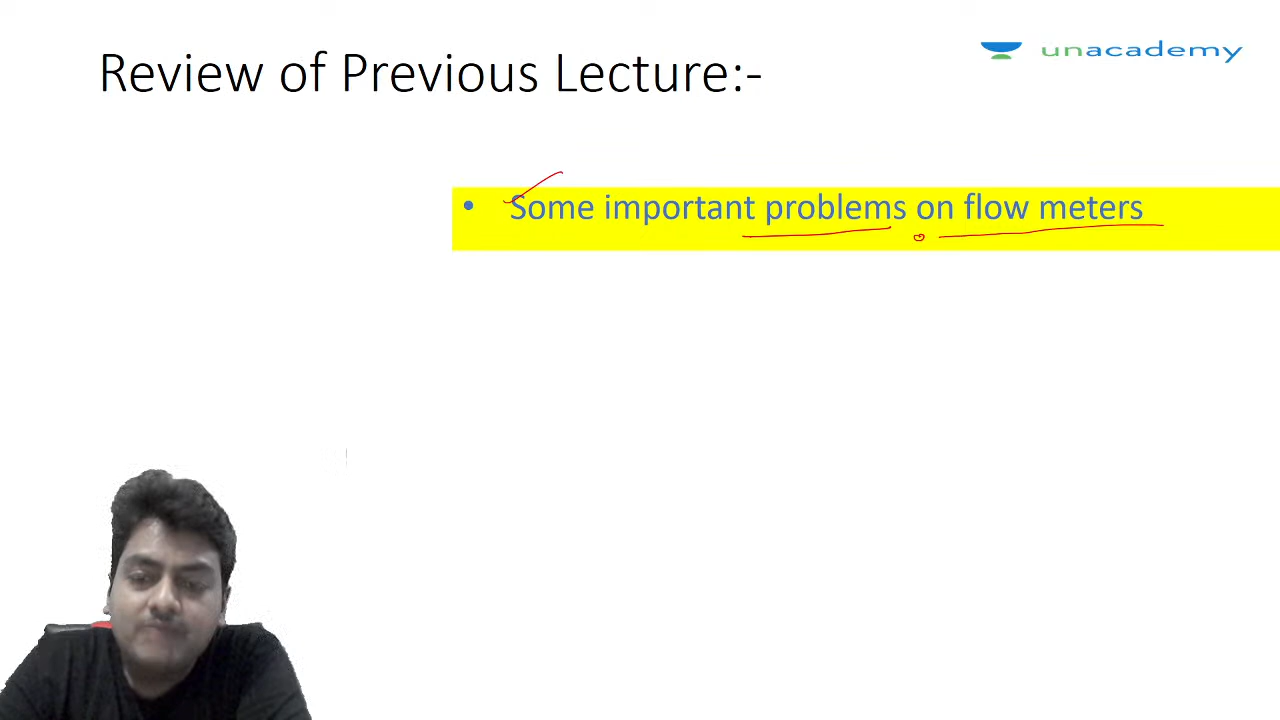 Review of Previous Lecture:-
unacademy
• Some important problems on flow meters